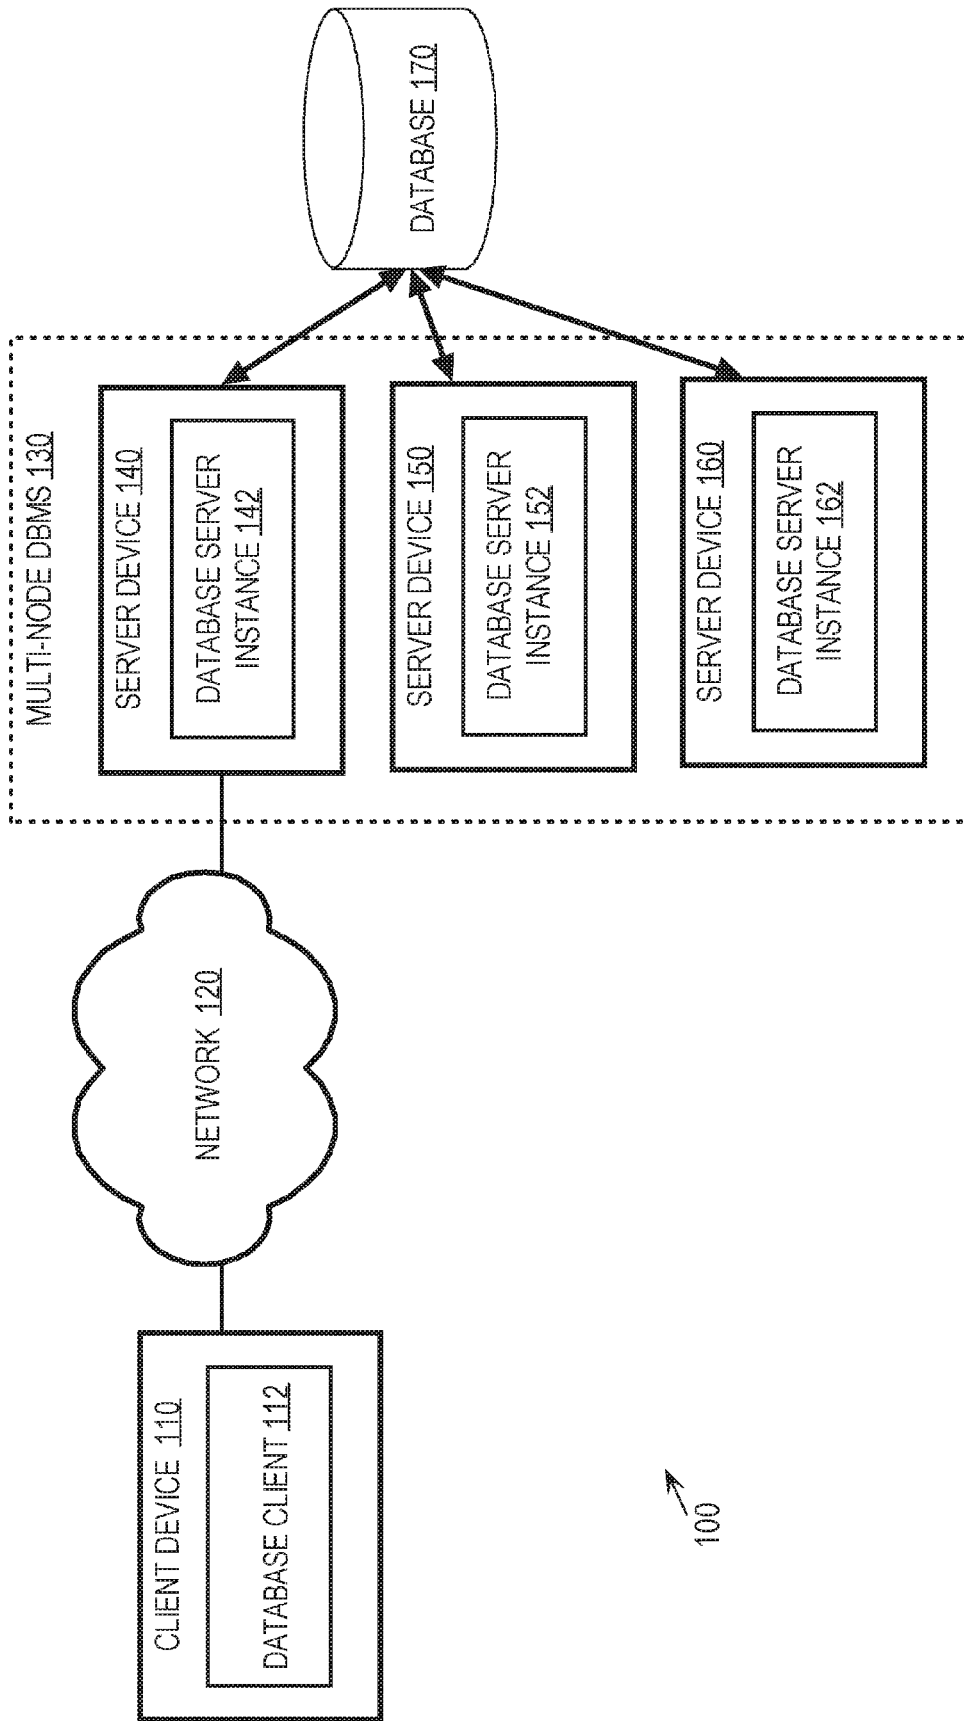 CLIENT DEVICE 110
DATABASE CLIENT 112
NETWORK 120
MULTI-NODE DBMS 130
SERVER DEVICE 140
DATABASE SERVER
INSTANCE 142
SERVER DEVICE 150
DATABASE SERVER
INSTANCE 152
SERVER DEVICE 160
DATABASE SERVER
INSTANCE 162
DATABASE 170
100